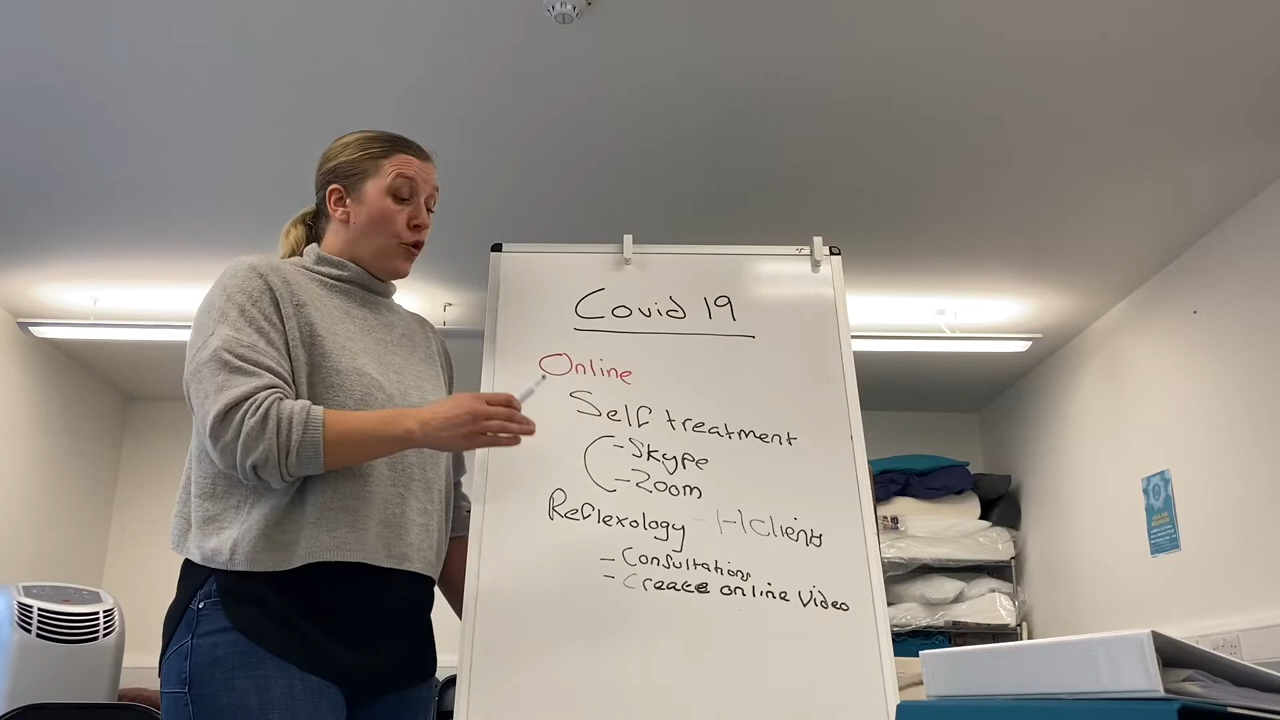 Covid 19
Online
Self treatment
- Skype
- Zoom
Reflexology - 1-1 clients
- Consultations
- Create online Video